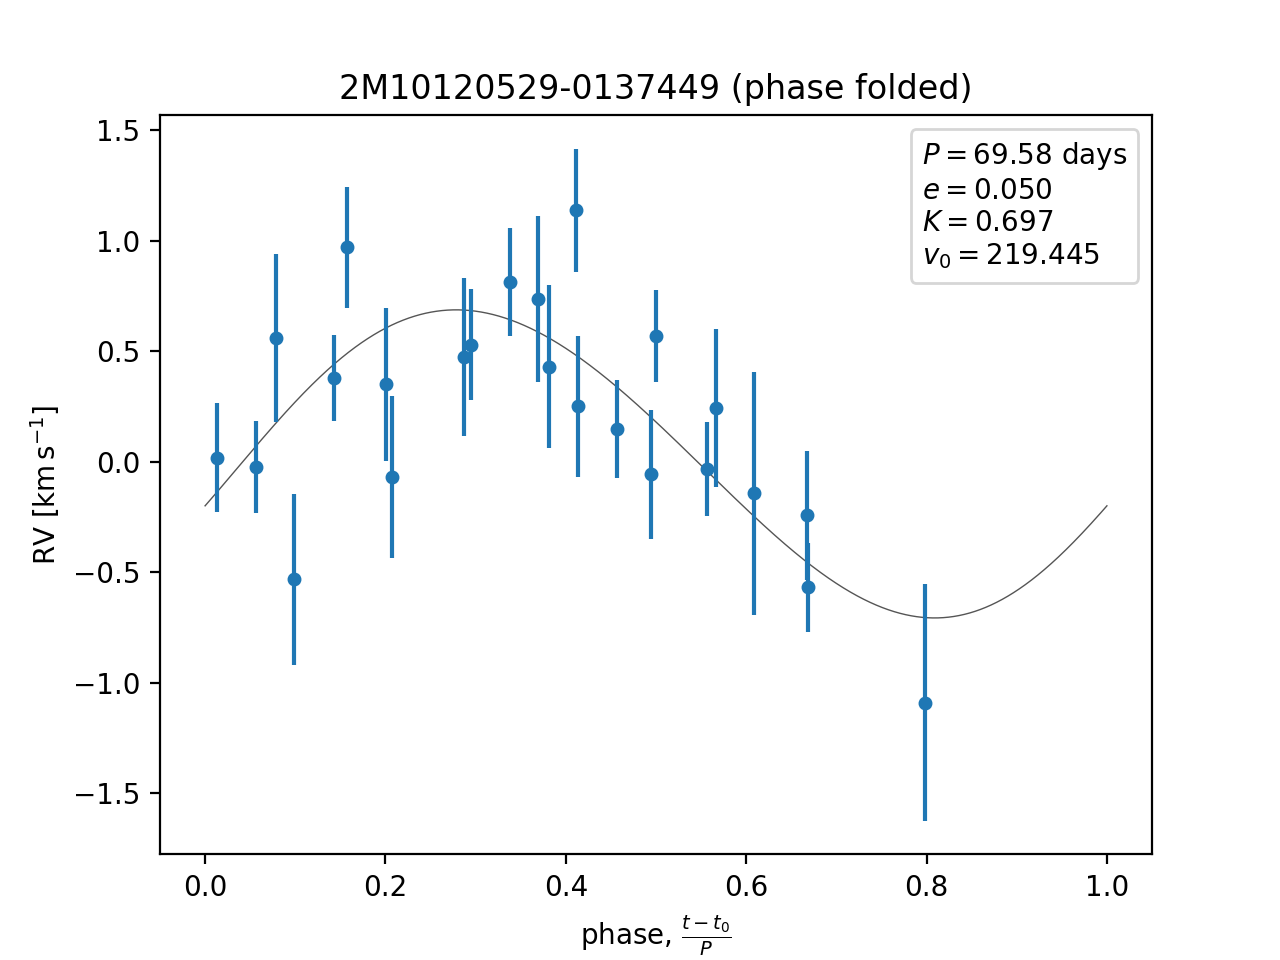 2M10120529-0137449 (phase folded)
P = 69.58 days
e = 0.050
K = 0.697
v₀ = 219.445
RV [km s⁻¹]
1.5
1.0
0.5
0.0
−0.5
−1.0
−1.5
0.0 0.2 0.4 0.6 0.8 1.0
phase, (t − t₀)/P